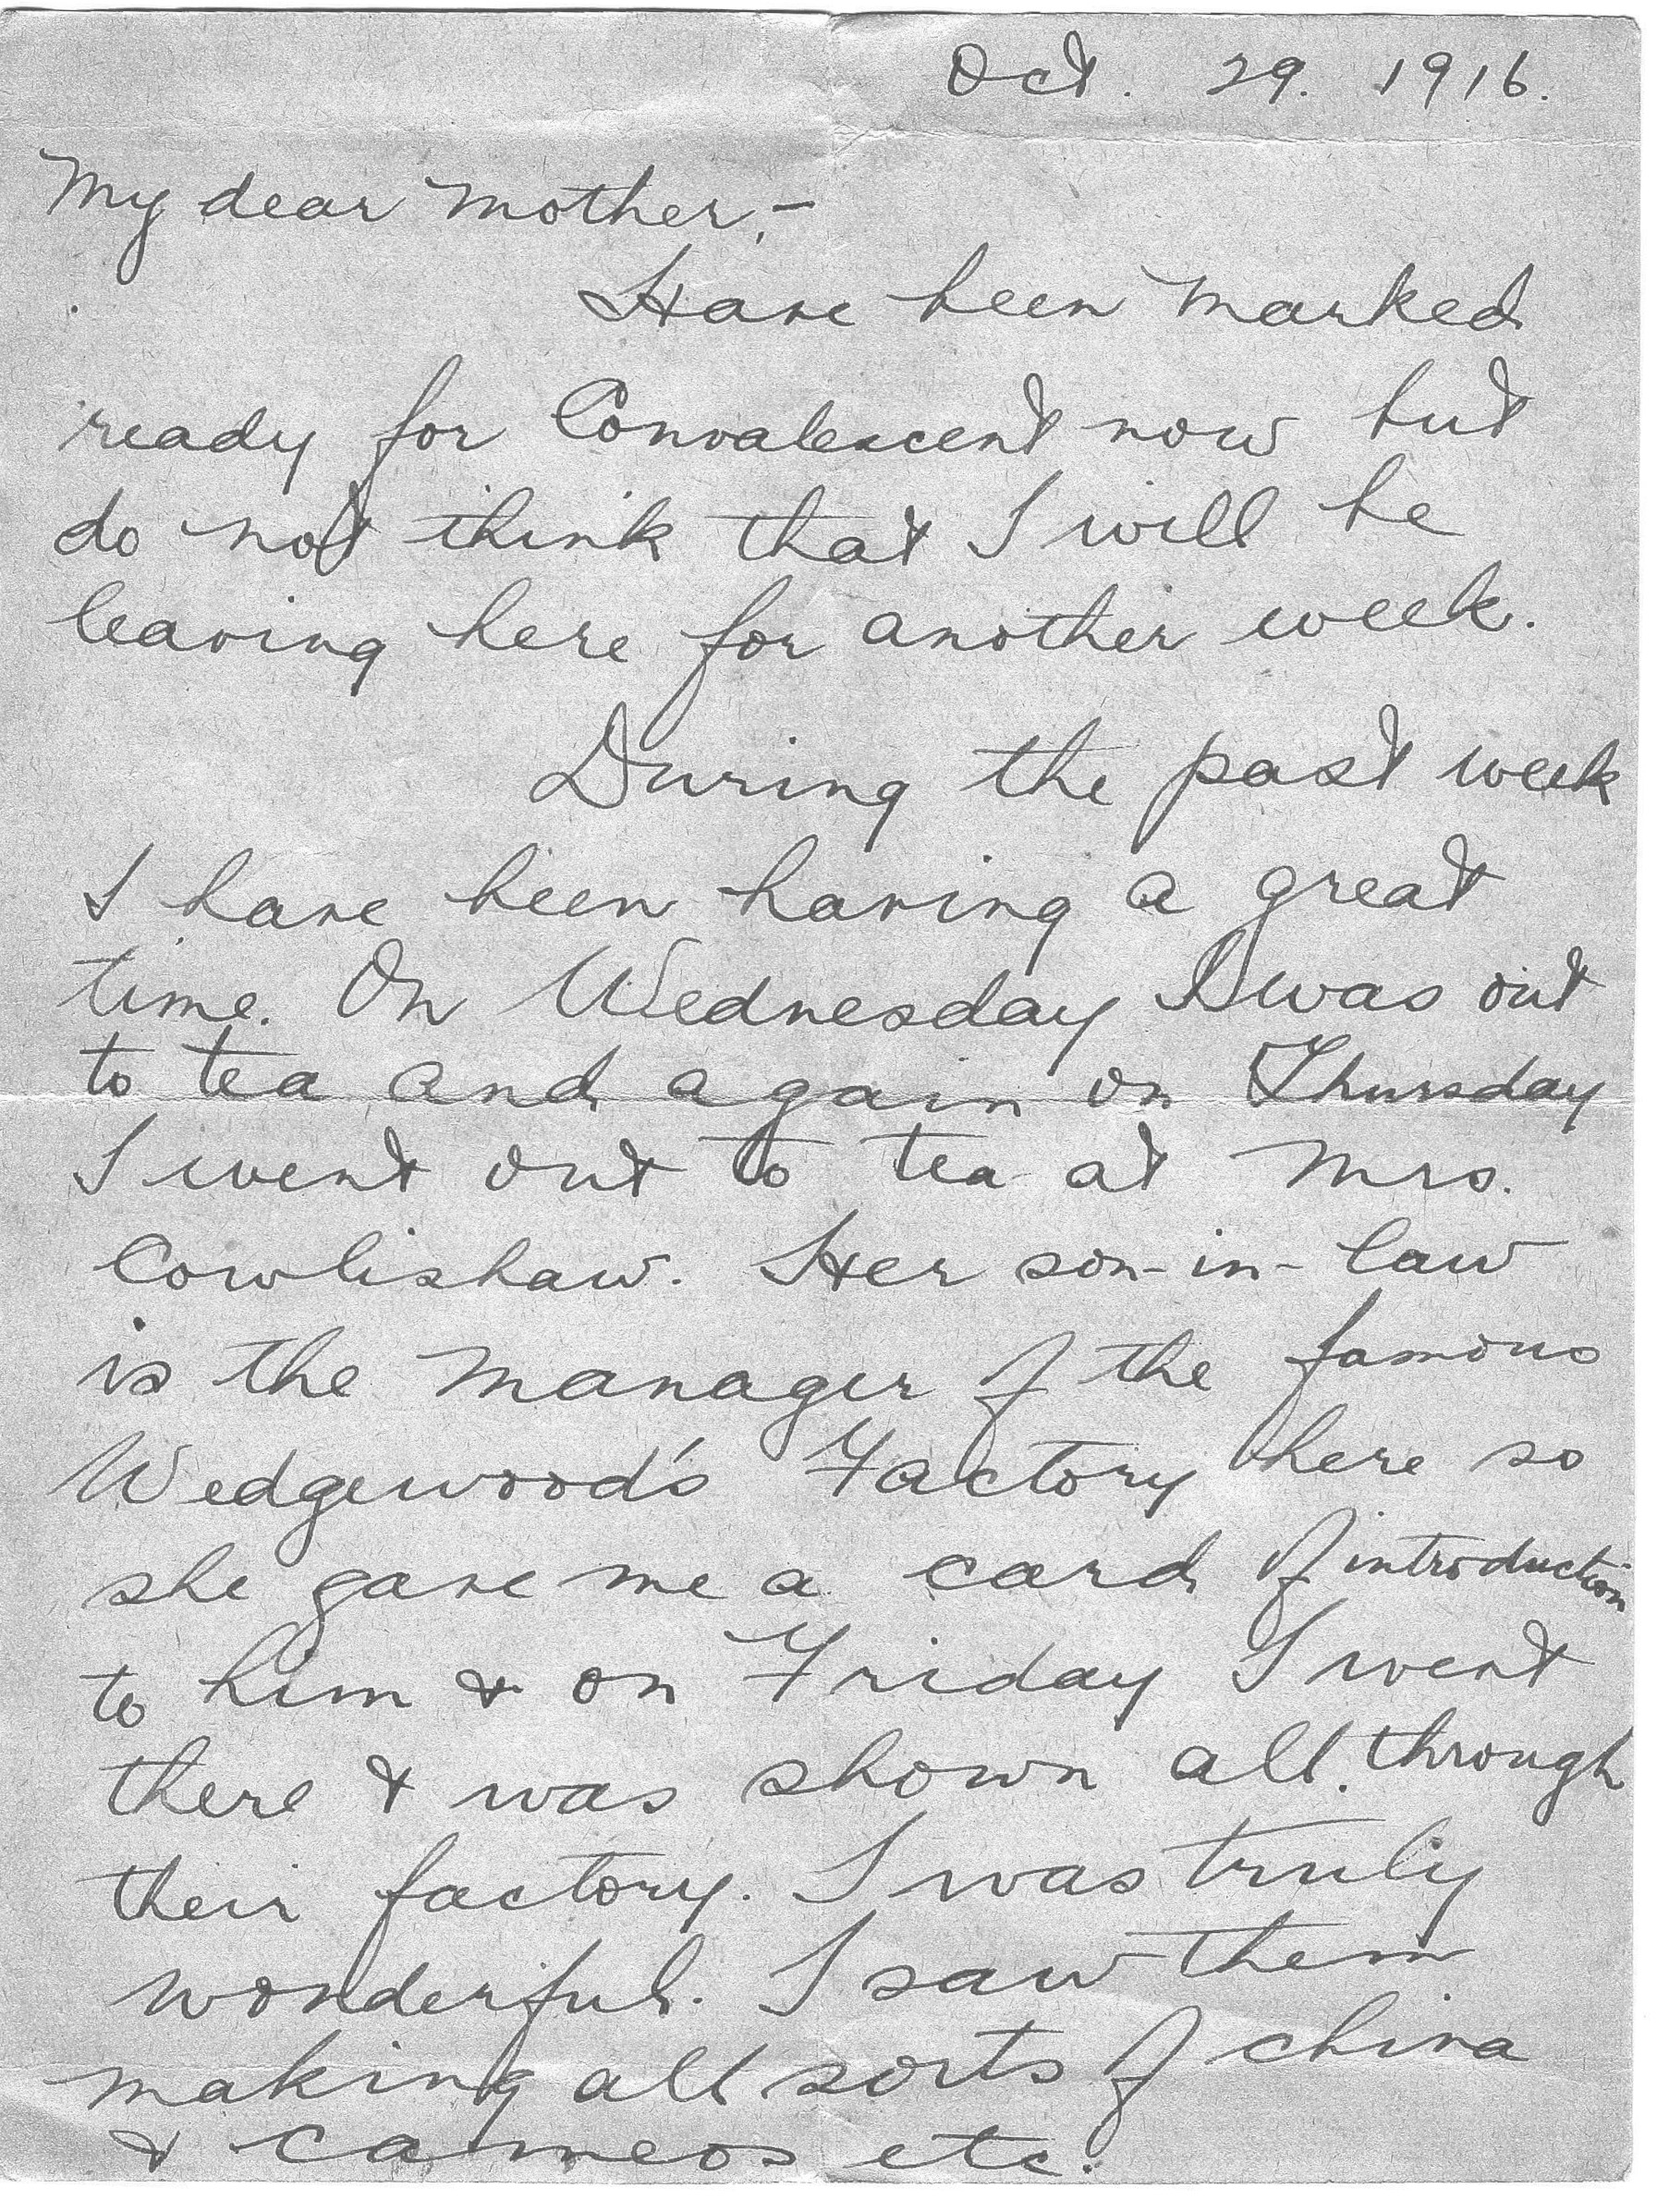 Oct. 29. 1916.
My dear Mother,-
Have been marked
ready for Convalescent now but
do not think that I will be
leaving here for another week.
During the past week
I have been having a great
time. On Wednesday I was out
to tea and again on Thursday
I went out to tea at Mrs.
Cowlishaw. Her son-in-law
is the manager of the famous
Wedgewood's Factory here so
she gave me a card of introduction
to him & on Friday I went
there & was shown all through
their factory. I was truly
wonderful. I saw them
making all sorts of china
& cameos etc.